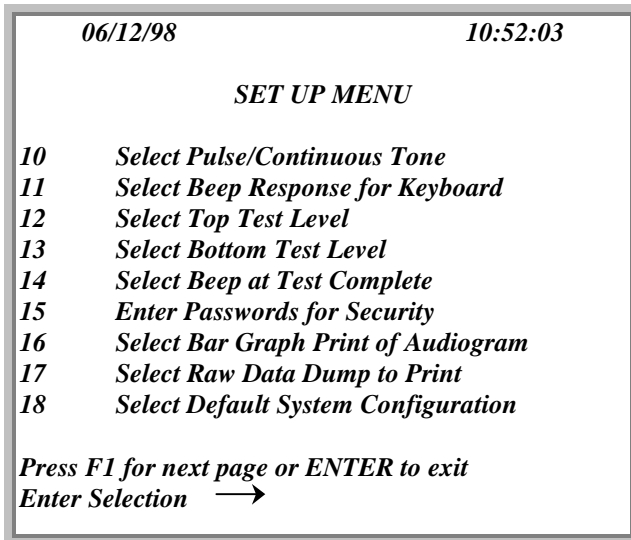 06/12/98 10:52:03
SET UP MENU
10 Select Pulse/Continuous Tone
11 Select Beep Response for Keyboard
12 Select Top Test Level
13 Select Bottom Test Level
14 Select Beep at Test Complete
15 Enter Passwords for Security
16 Select Bar Graph Print of Audiogram
17 Select Raw Data Dump to Print
18 Select Default System Configuration
Press F1 for next page or ENTER to exit
Enter Selection →